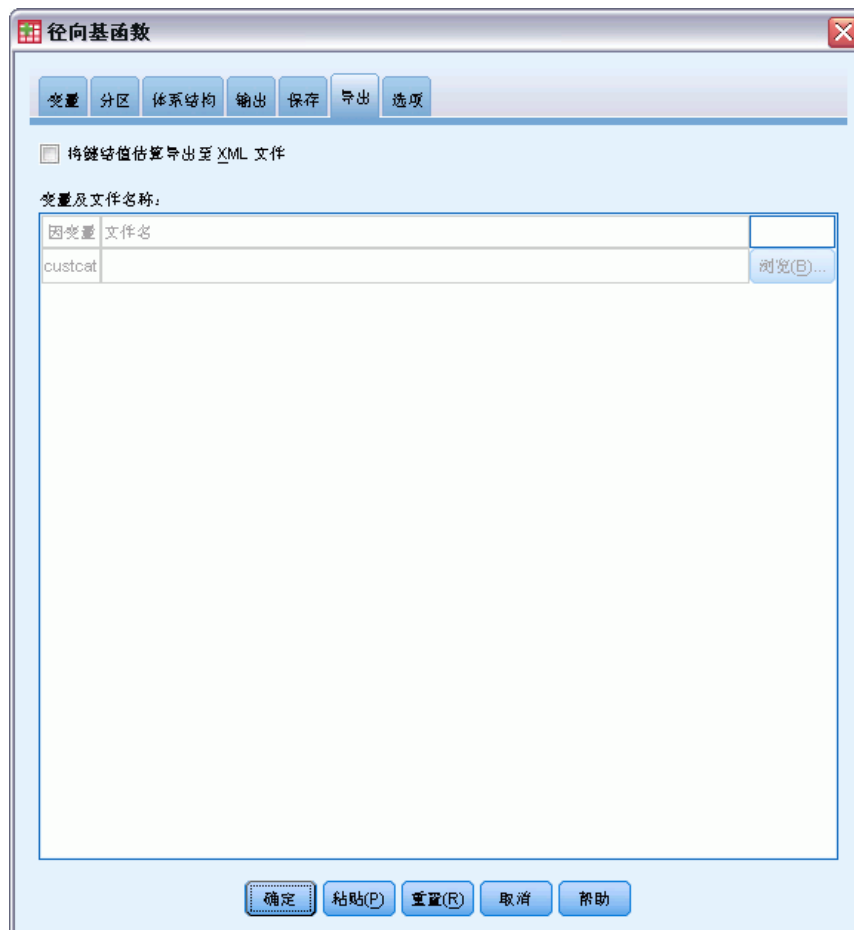 径向基函数
变量 分区 体系结构 输出 保存 导出 选项
将键结值估算导出至 XML 文件
变量及文件名称：
因变量 文件名
custcat 浏览(B)...
确定 粘贴(P) 重置(R) 取消 帮助